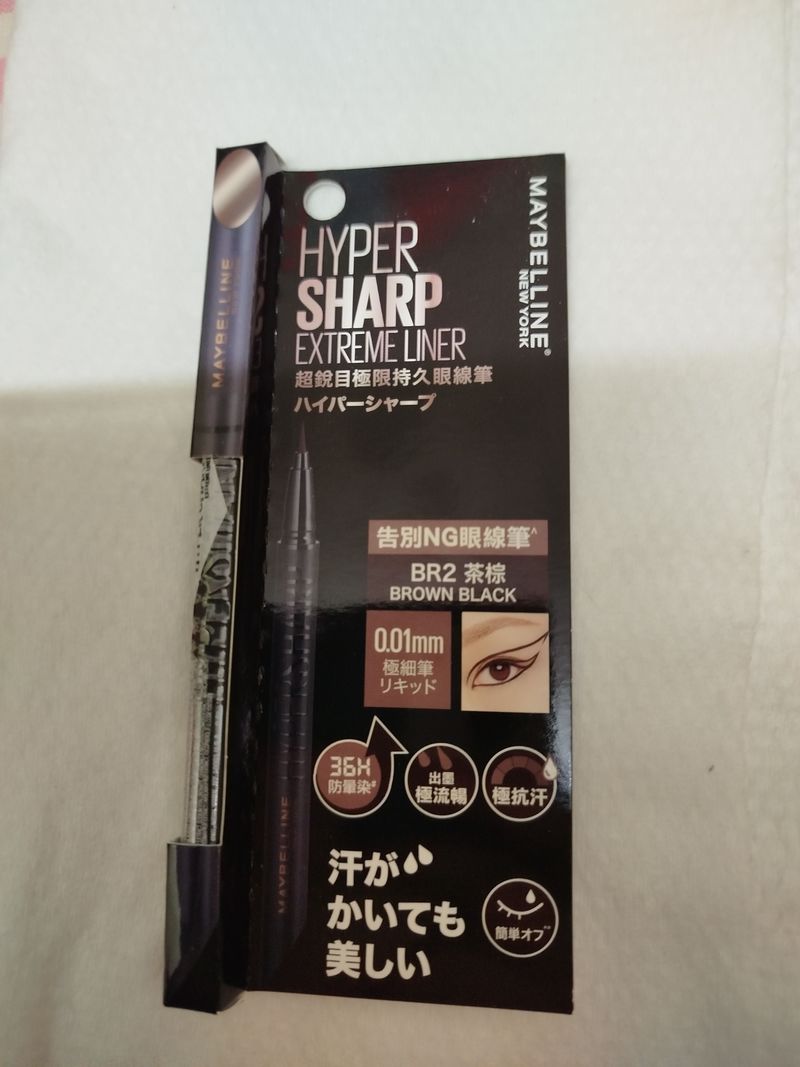 MAYBELLINE
HYPER
SHARP
EXTREME LINER
超銳目極限持久眼線筆
ハイパーシャープ
MAYBELLINE®
NEW YORK
告別NG眼線筆^
BR2 茶棕
BROWN BLACK
0.01mm
極細筆
リキッド
36H
防暈染#
出墨
極流暢
極抗汗
汗が
かいても
美しい
簡単オフ**
MAYBELLINE